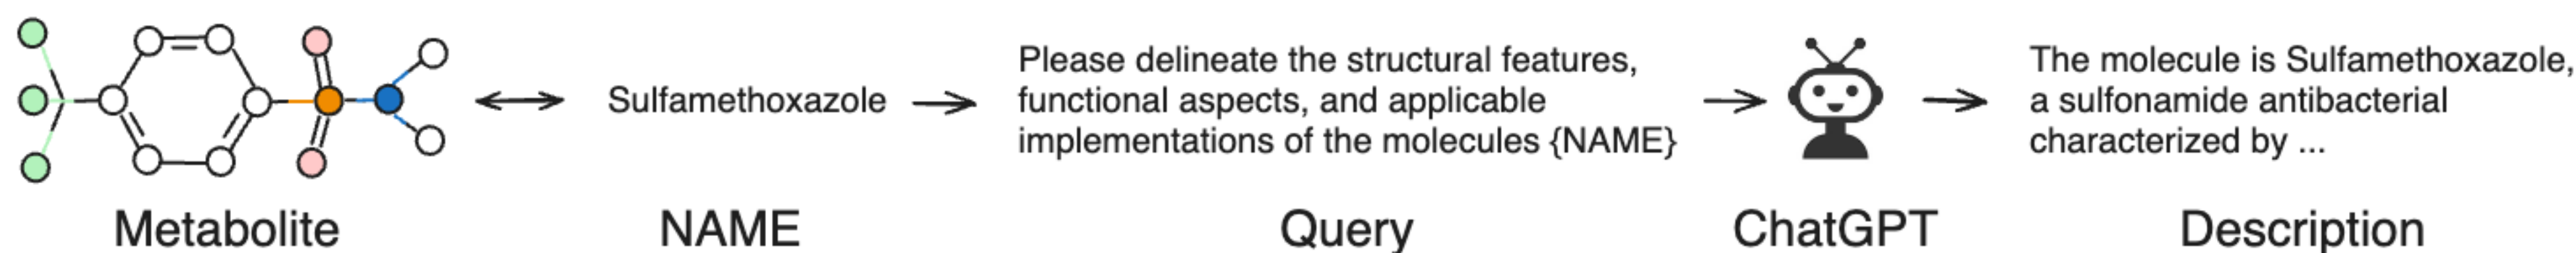 Sulfamethoxazole
Please delineate the structural features,
functional aspects, and applicable
implementations of the molecules {NAME}
The molecule is Sulfamethoxazole,
a sulfonamide antibacterial
characterized by ...
Metabolite
NAME
Query
ChatGPT
Description